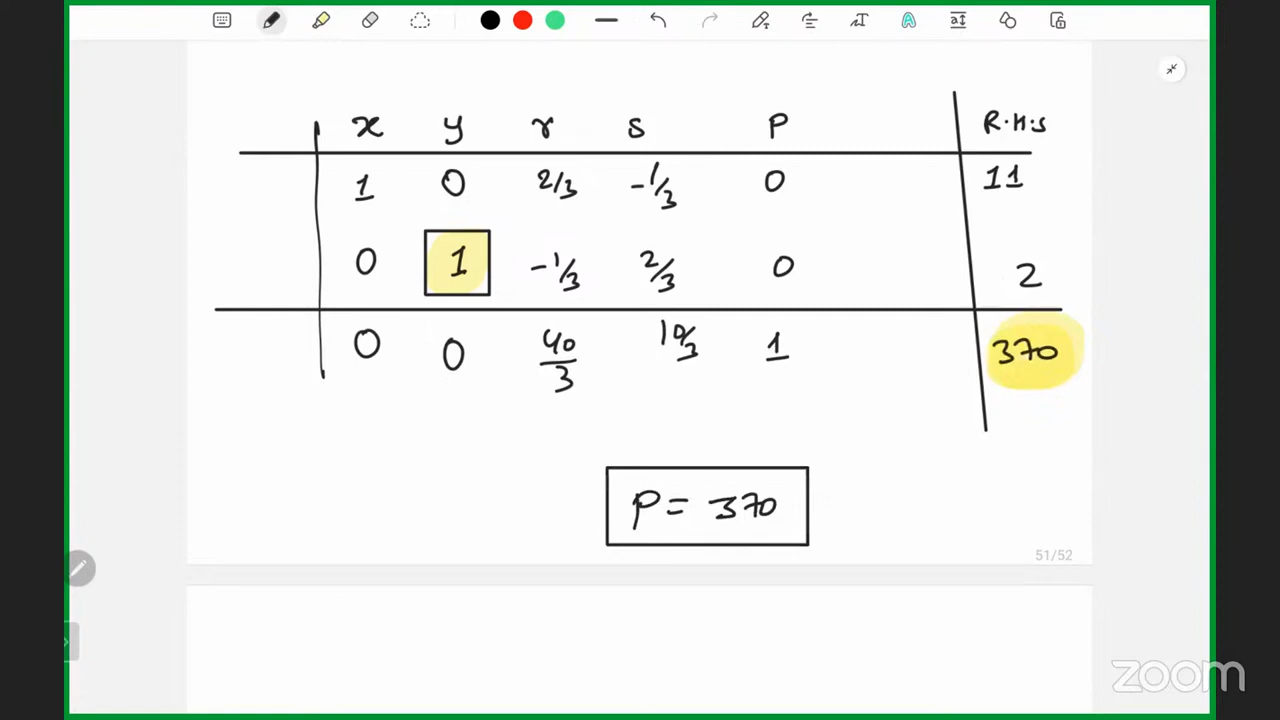 x y r s P R.H.S
1 0 2/3 -1/3 0 11
0 1 -1/3 2/3 0 2
0 0 40/3 10/3 1 370
P = 370
51/52
zoom